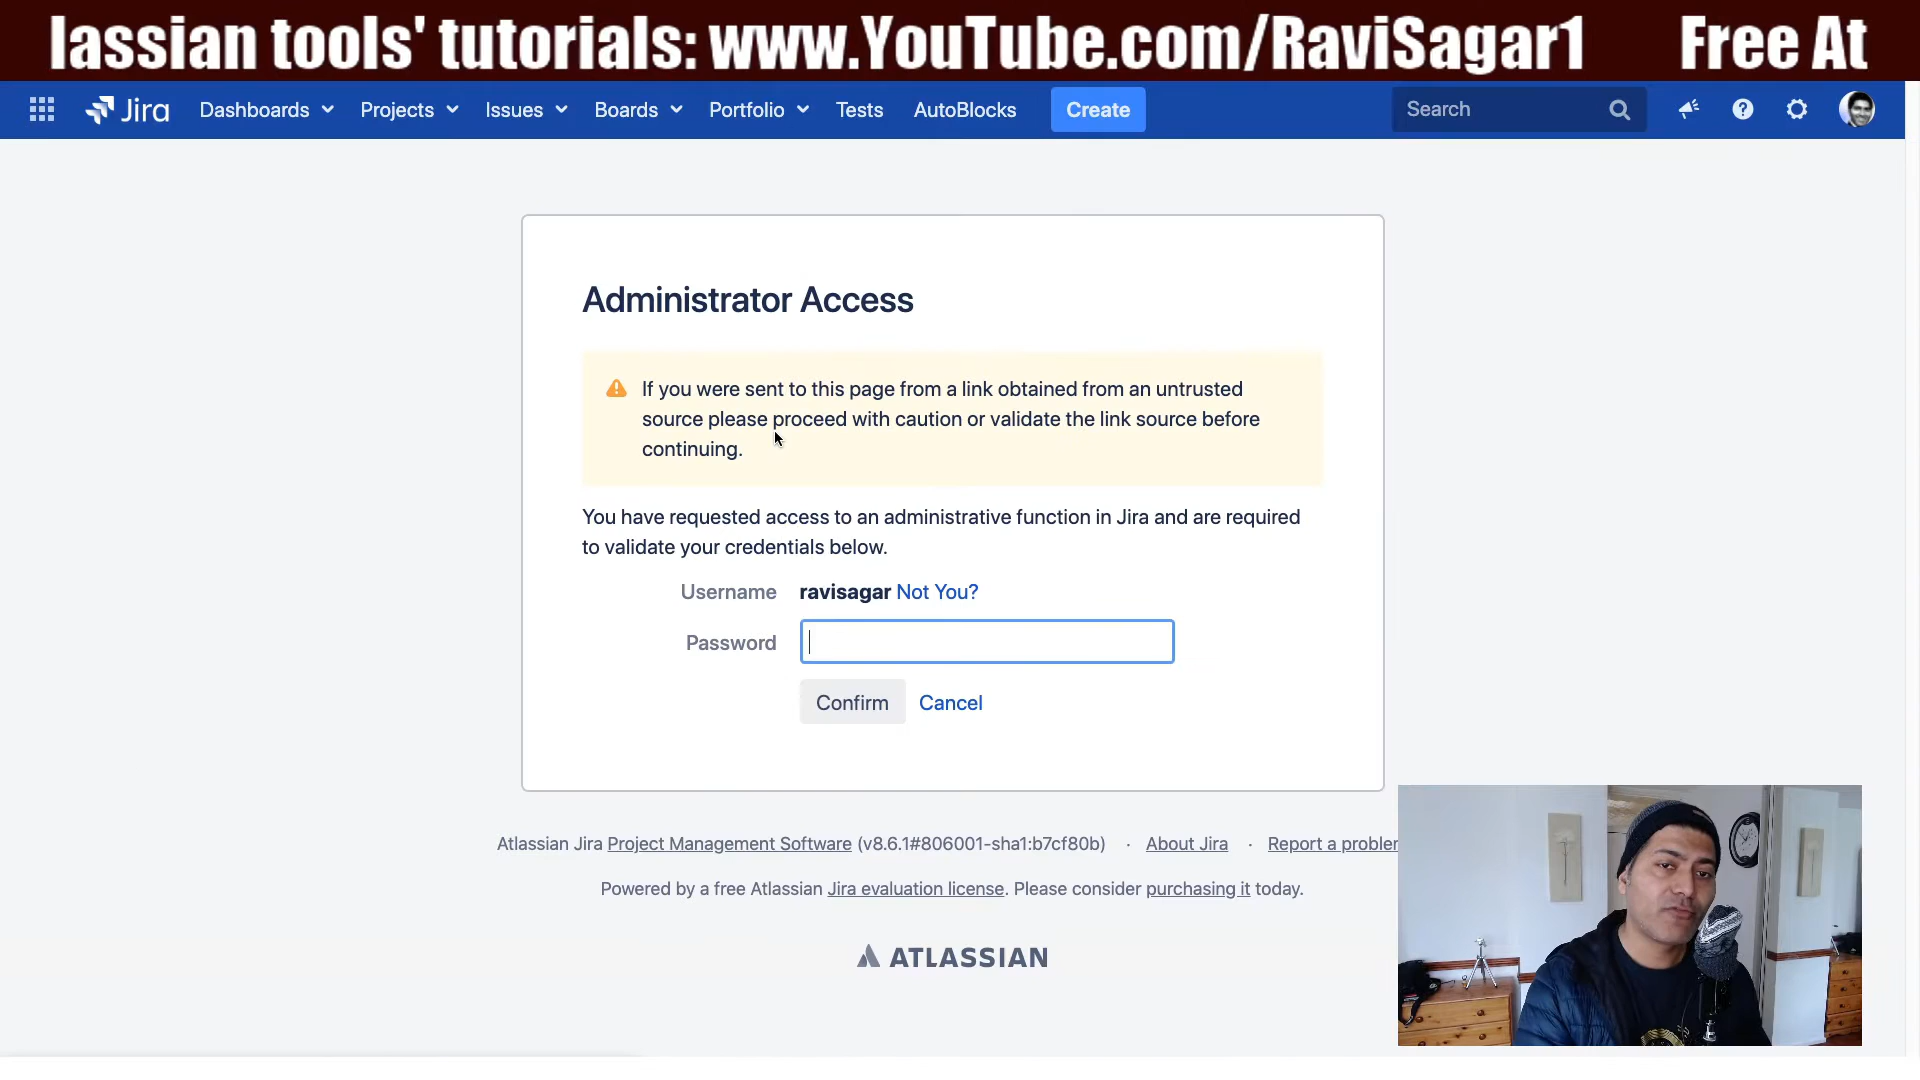 lassian tools' tutorials: www.YouTube.com/RaviSagar1 Free At
Jira Dashboards Projects Issues Boards Portfolio Tests AutoBlocks Create Search
Administrator Access
If you were sent to this page from a link obtained from an untrusted
source please proceed with caution or validate the link source before
continuing.
You have requested access to an administrative function in Jira and are required
to validate your credentials below.
Username ravisagar Not You?
Password
Confirm Cancel
Atlassian Jira Project Management Software (v8.6.1#806001-sha1:b7cf80b) · About Jira · Report a probler
Powered by a free Atlassian Jira evaluation license. Please consider purchasing it today.
ATLASSIAN